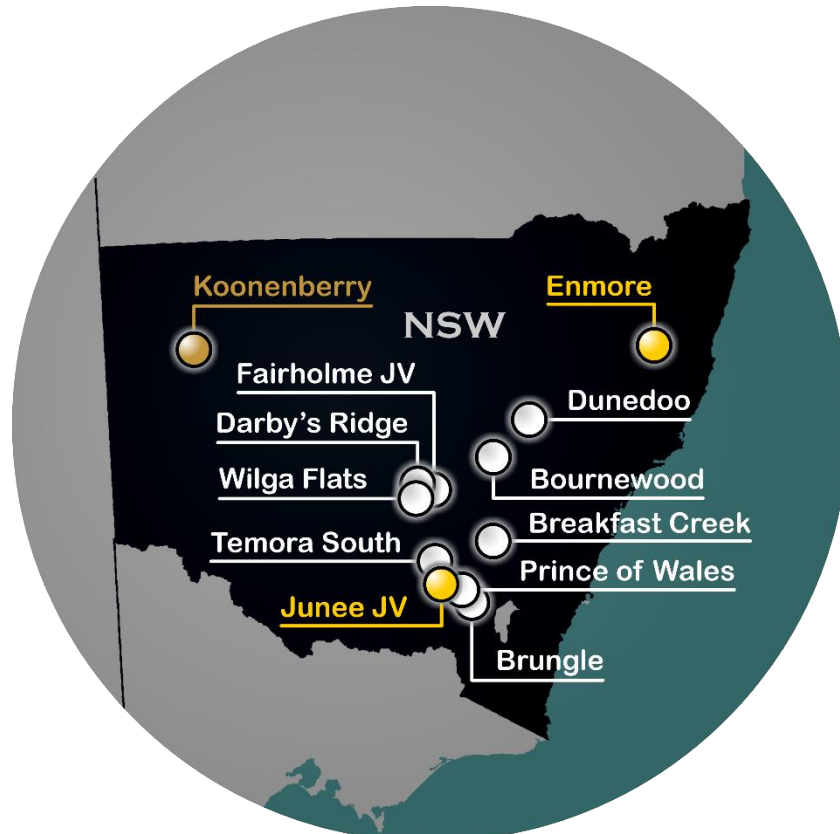 Koonenberry
Enmore
NSW
Fairholme JV
Dunedoo
Darby's Ridge
Wilga Flats
Bournewood
Breakfast Creek
Temora South
Prince of Wales
Junee JV
Brungle